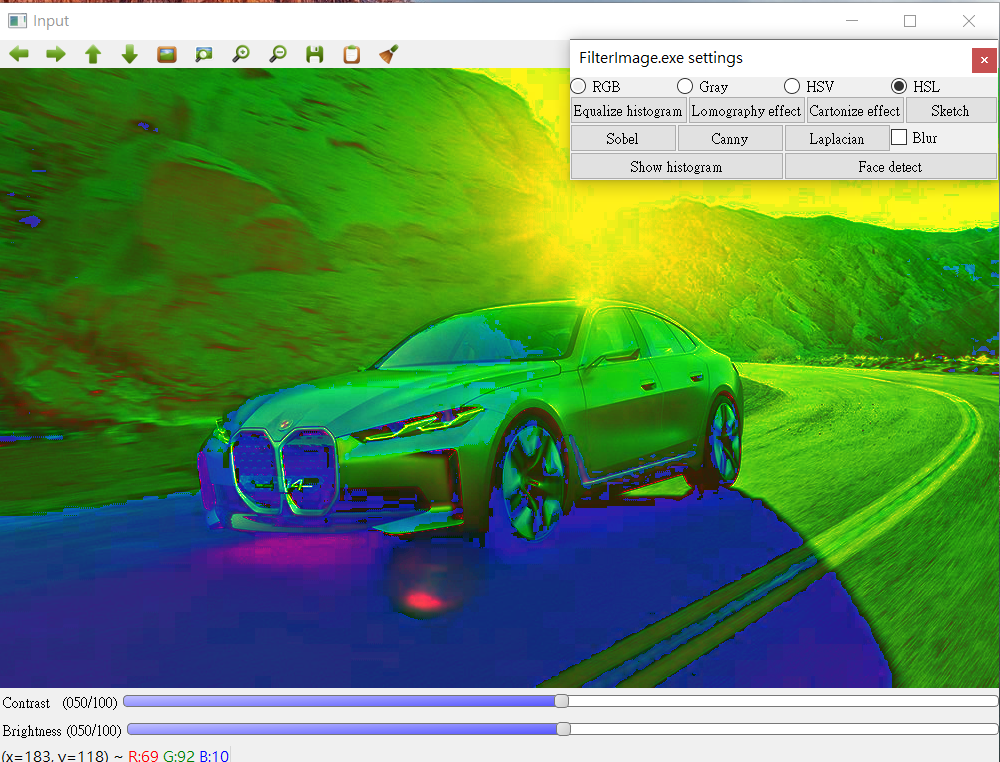 Input
FilterImage.exe settings
RGB Gray HSV HSL
Equalize histogram Lomography effect Cartonize effect Sketch
Sobel Canny Laplacian Blur
Show histogram Face detect
i4
Contrast (050/100)
Brightness (050/100)
(x=183, y=118) ~ R:69 G:92 B:10